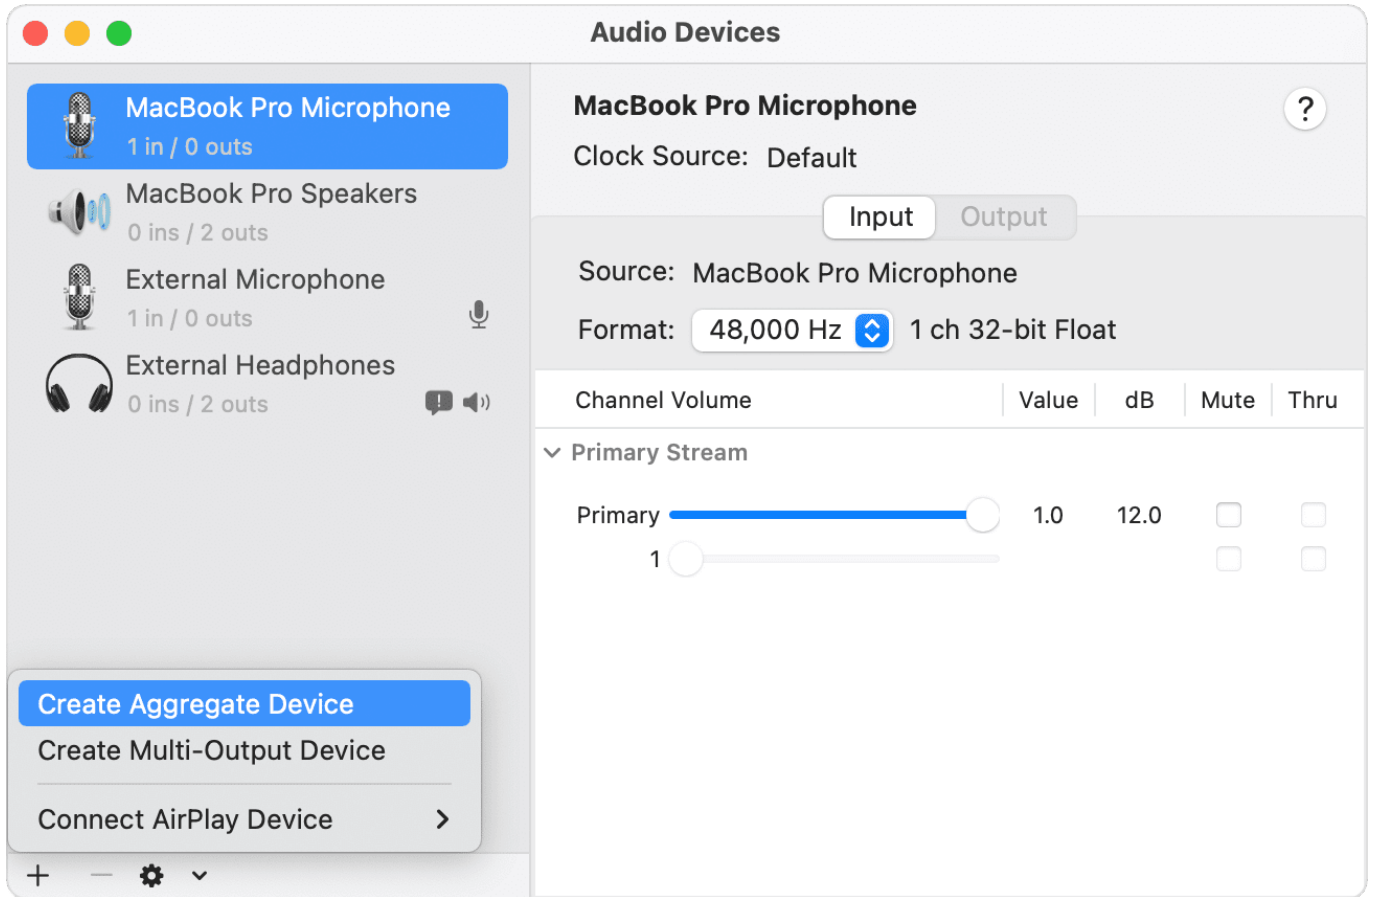 Audio Devices
MacBook Pro Microphone
1 in / 0 outs
MacBook Pro Speakers
0 ins / 2 outs
External Microphone
1 in / 0 outs
External Headphones
0 ins / 2 outs
Create Aggregate Device
Create Multi-Output Device
Connect AirPlay Device
MacBook Pro Microphone
?
Clock Source: Default
Input Output
Source: MacBook Pro Microphone
Format: 48,000 Hz 1 ch 32-bit Float
Channel Volume Value dB Mute Thru
Primary Stream
Primary 1.0 12.0
1